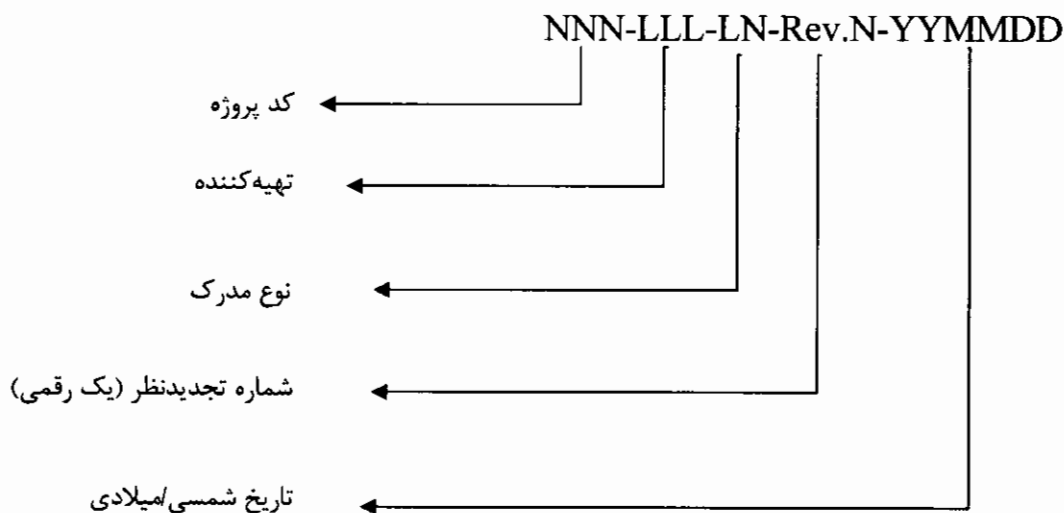 NNN-LLL-LN-Rev.N-YYMMDD
کد پروژه
تهیه‌کننده
نوع مدرک
شماره تجدیدنظر (یک رقمی)
تاریخ شمسی/میلادی